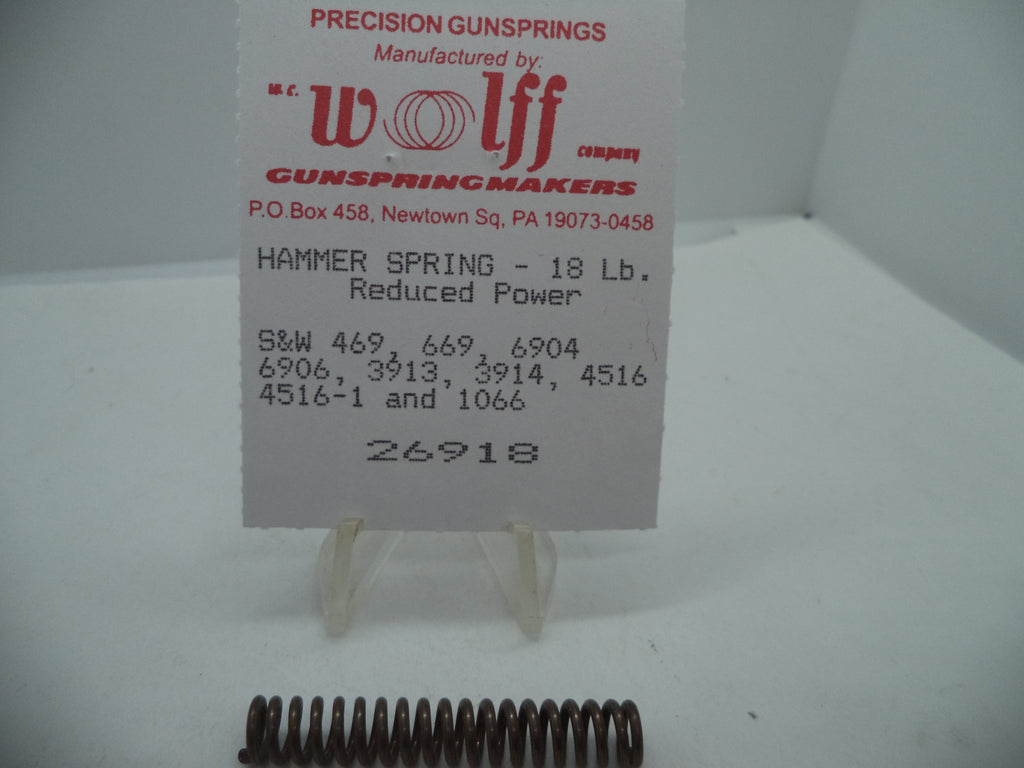 PRECISION GUNSPRINGS
Manufactured by:
W.C. Wolff company
GUNSPRINGMAKERS
P.O.Box 458, Newtown Sq, PA 19073-0458
HAMMER SPRING - 18 Lb.
Reduced Power
S&W 469, 669, 6904
6906, 3913, 3914, 4516
4516-1 and 1066
26918